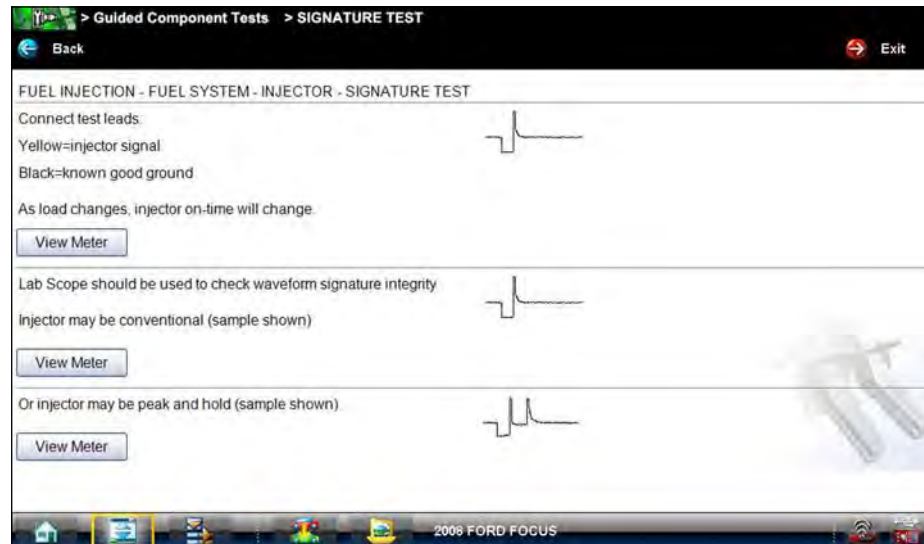 > Guided Component Tests > SIGNATURE TEST
Back
Exit
FUEL INJECTION - FUEL SYSTEM - INJECTOR - SIGNATURE TEST
Connect test leads:
Yellow=injector signal
Black=known good ground
As load changes, injector on-time will change.
View Meter
Lab Scope should be used to check waveform signature integrity
Injector may be conventional (sample shown)
View Meter
Or injector may be peak and hold (sample shown)
View Meter
2008 FORD FOCUS